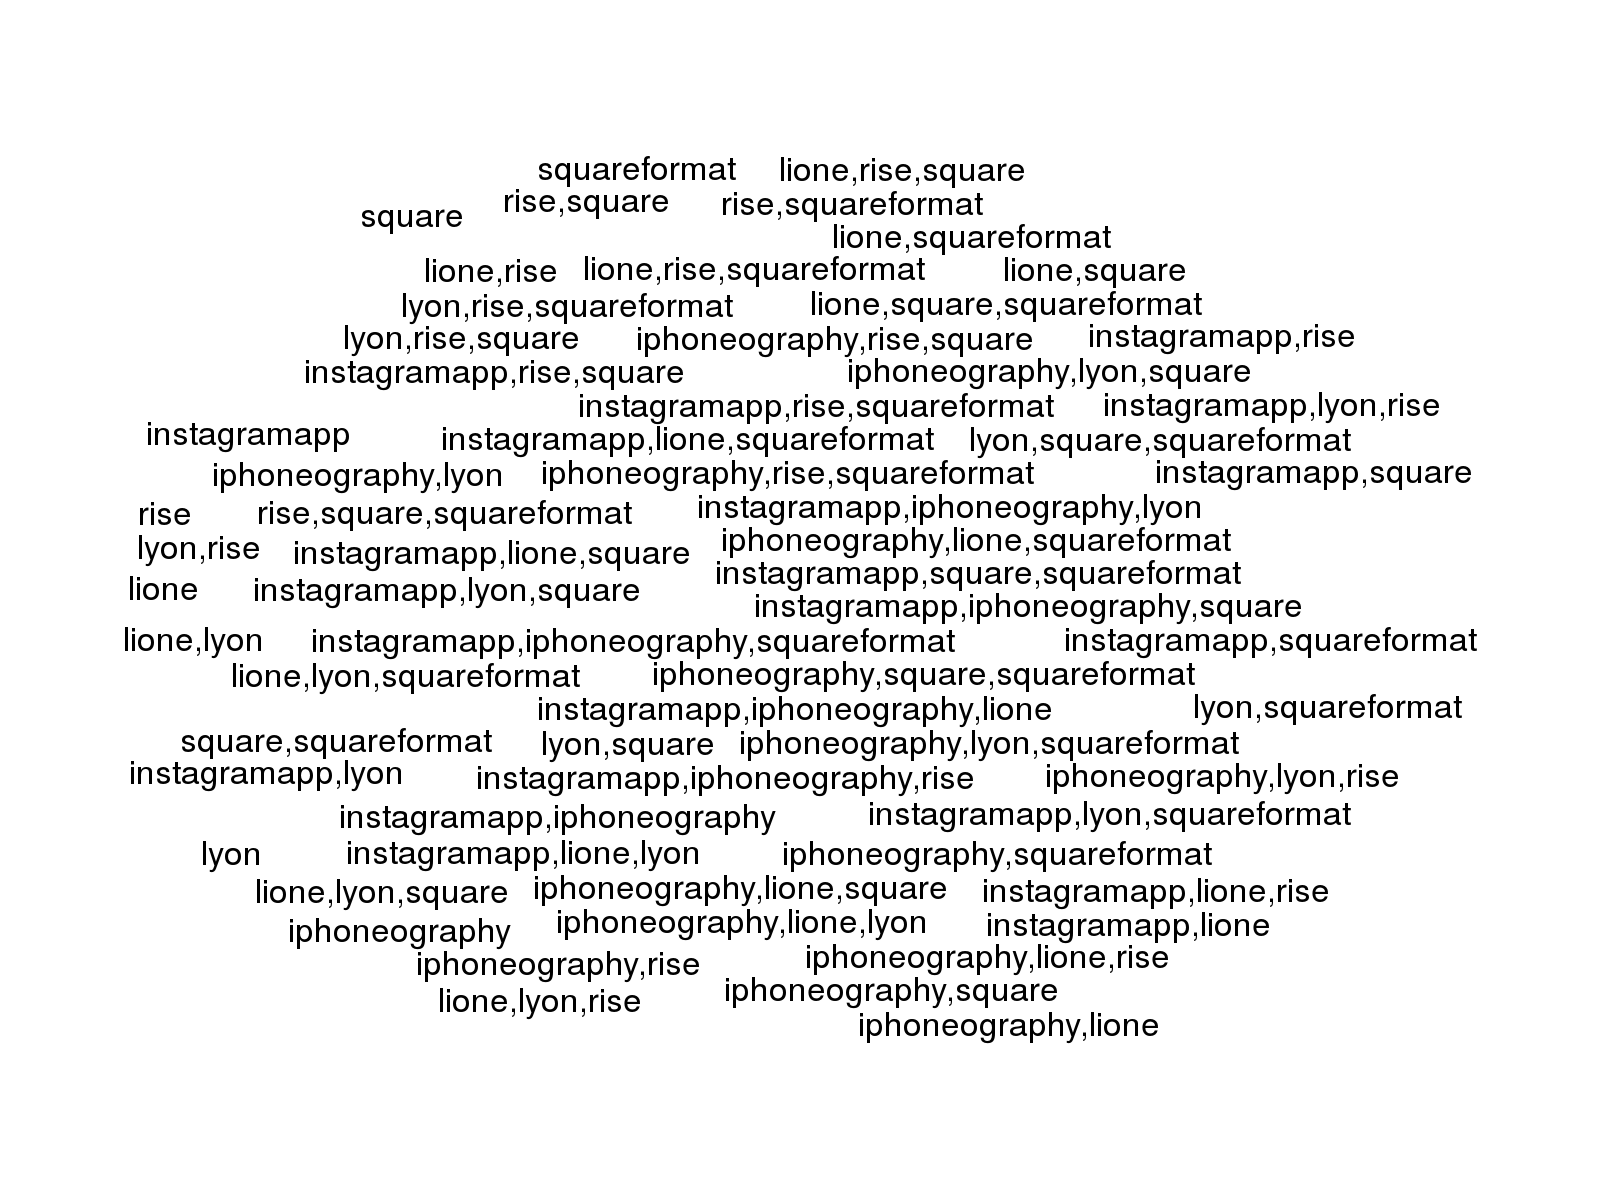 squareformat lione,rise,square
square rise,square rise,squareformat
lione,squareformat
lione,rise lione,rise,squareformat lione,square
lyon,rise,squareformat lione,square,squareformat
lyon,rise,square iphoneography,rise,square instagramapp,rise
instagramapp,rise,square iphoneography,lyon,square
instagramapp,rise,squareformat instagramapp,lyon,rise
instagramapp instagramapp,lione,squareformat lyon,square,squareformat
iphoneography,lyon iphoneography,rise,squareformat instagramapp,square
rise rise,square,squareformat instagramapp,iphoneography,lyon
lyon,rise instagramapp,lione,square iphoneography,lione,squareformat
instagramapp,square,squareformat
lione instagramapp,lyon,square
instagramapp,iphoneography,square
lione,lyon instagramapp,iphoneography,squareformat instagramapp,squareformat
lione,lyon,squareformat iphoneography,square,squareformat
instagramapp,iphoneography,lione lyon,squareformat
square,squareformat lyon,square iphoneography,lyon,squareformat
instagramapp,lyon instagramapp,iphoneography,rise iphoneography,lyon,rise
instagramapp,iphoneography instagramapp,lyon,squareformat
lyon instagramapp,lione,lyon iphoneography,squareformat
lione,lyon,square iphoneography,lione,square instagramapp,lione,rise
iphoneography iphoneography,lione,lyon instagramapp,lione
iphoneography,rise iphoneography,lione,rise
lione,lyon,rise iphoneography,square
iphoneography,lione